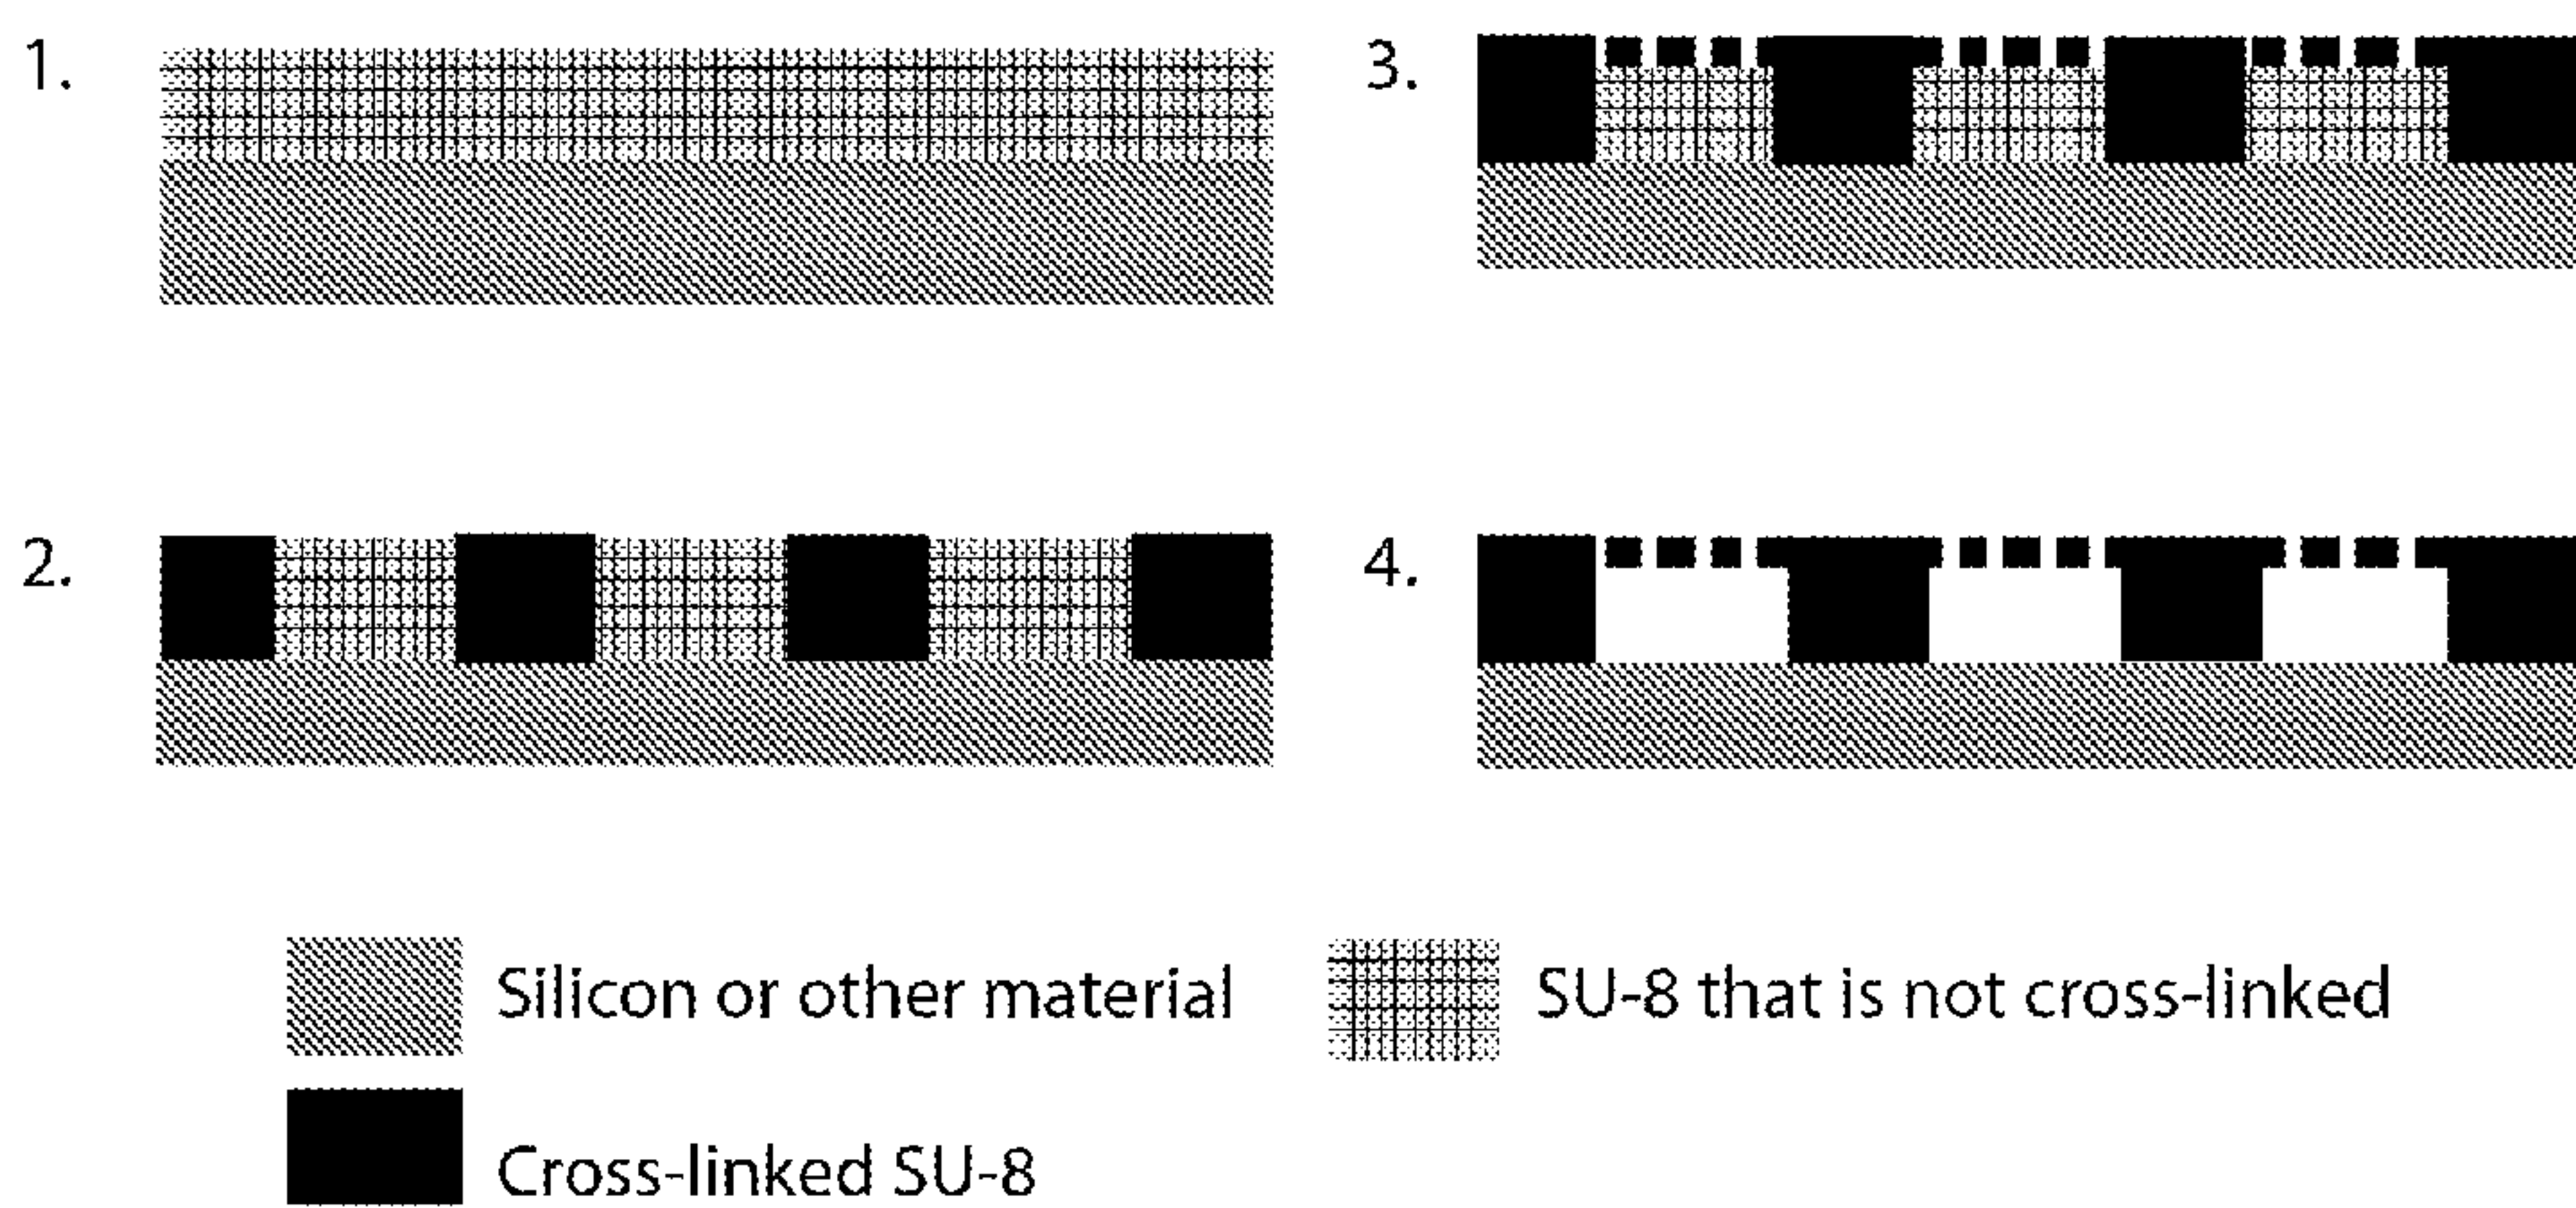 1.
3.
2.
4.
Silicon or other material
SU-8 that is not cross-linked
Cross-linked SU-8